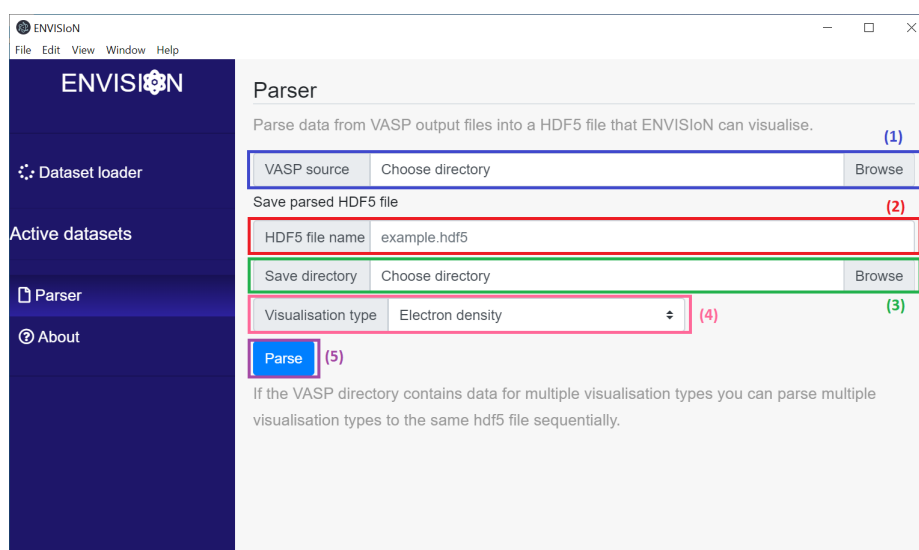 ENVISIoN
File Edit View Window Help
ENVISI N
Parser
Parse data from VASP output files into a HDF5 file that ENVISIoN can visualise.
(1)
Dataset loader
VASP source Choose directory Browse
Save parsed HDF5 file
(2)
Active datasets
HDF5 file name example.hdf5
Save directory Choose directory Browse
(3)
Parser
Visualisation type Electron density (4)
About
Parse (5)
If the VASP directory contains data for multiple visualisation types you can parse multiple
visualisation types to the same hdf5 file sequentially.